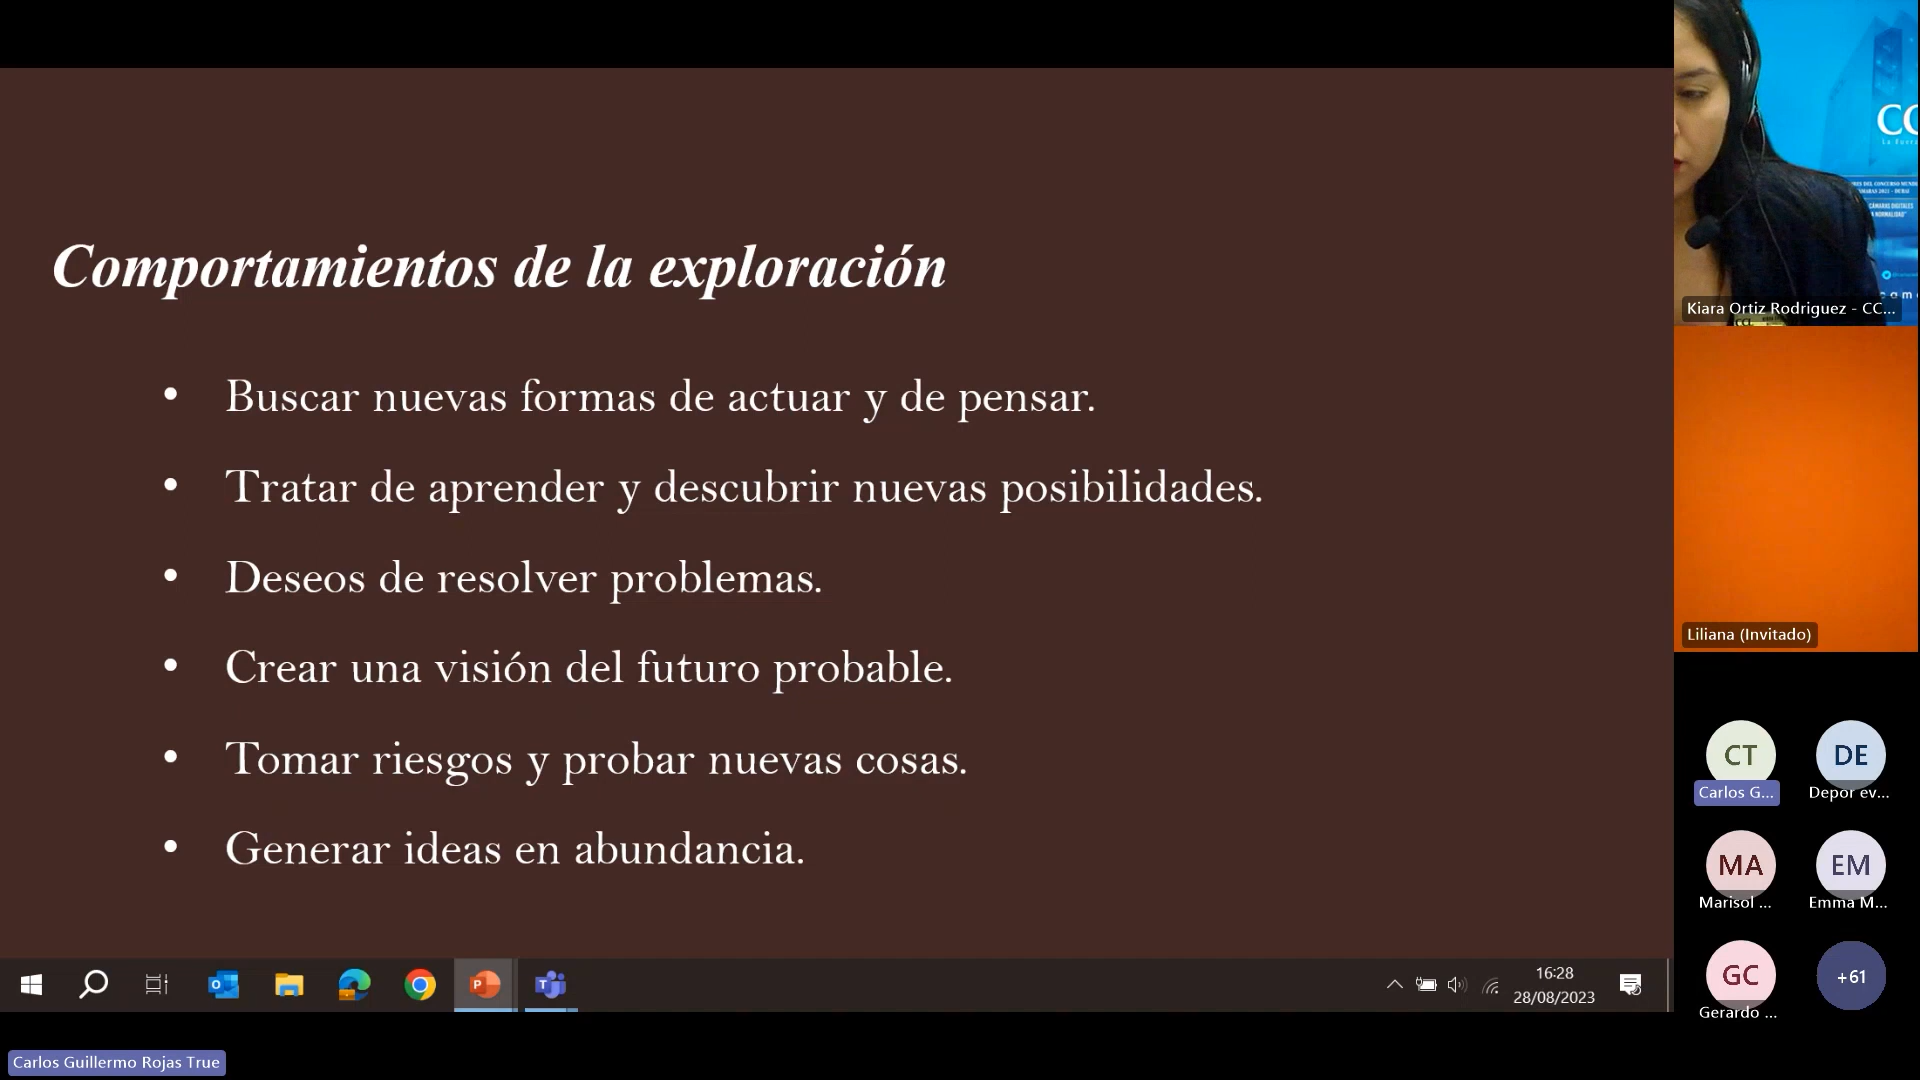 Comportamientos de la exploración
• Buscar nuevas formas de actuar y de pensar.
• Tratar de aprender y descubrir nuevas posibilidades.
• Deseos de resolver problemas.
• Crear una visión del futuro probable.
• Tomar riesgos y probar nuevas cosas.
• Generar ideas en abundancia.
16:28
28/08/2023
Carlos Guillermo Rojas True
CC
Kiara Ortiz Rodriguez - CC...
Liliana (Invitado)
CT
Carlos G...
DE
Depor ev...
MA
Marisol ...
EM
Emma M...
GC
Gerardo ...
+61